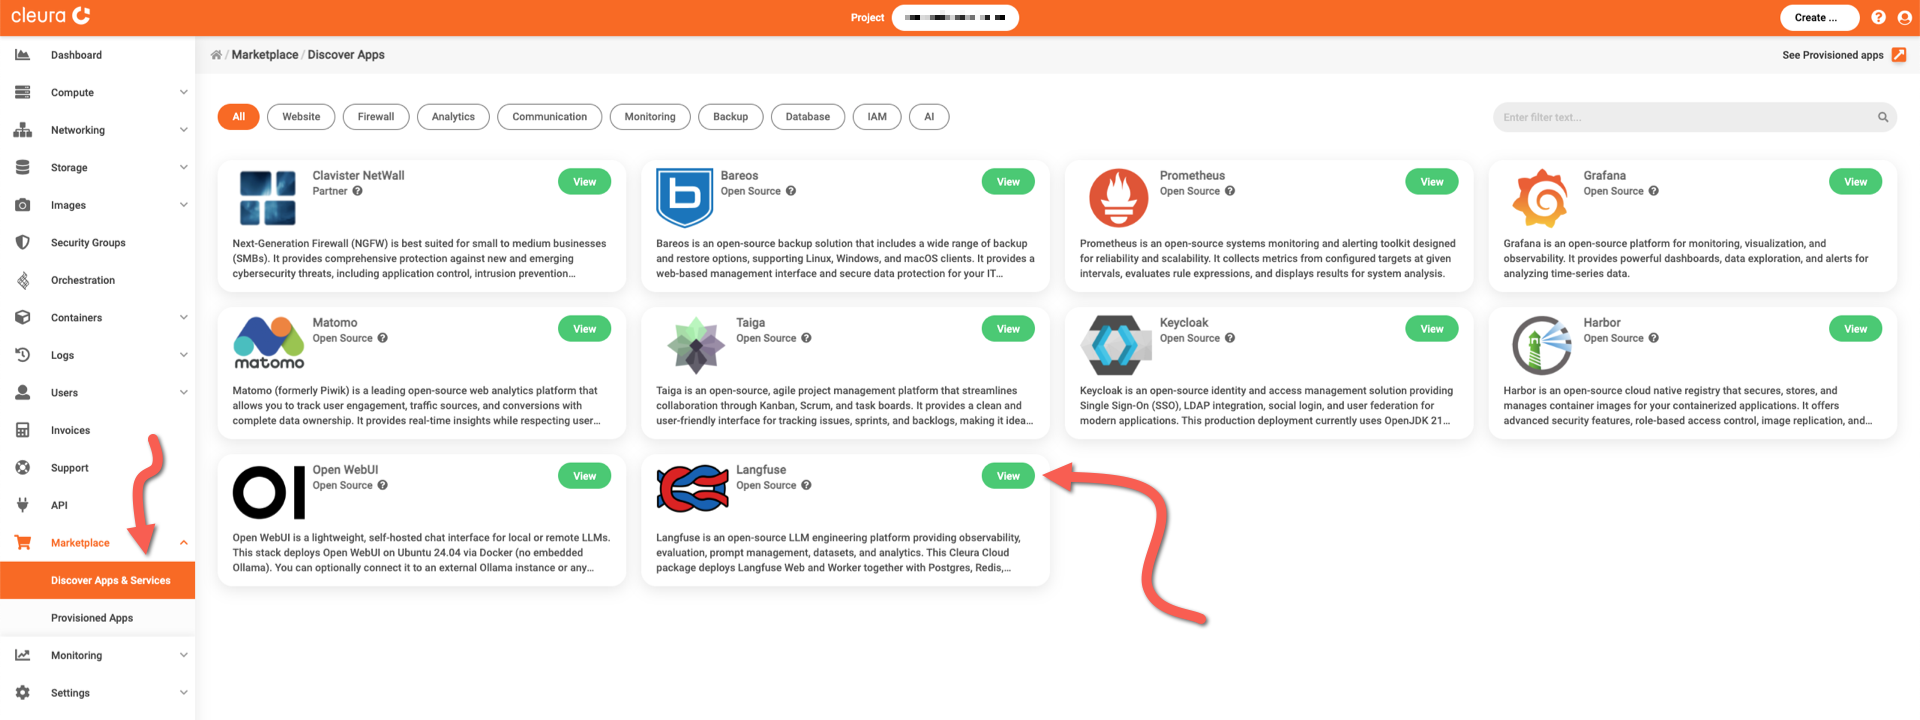 cleura
Project
Create ...
Dashboard
Compute
Networking
Storage
Images
Security Groups
Orchestration
Containers
Logs
Users
Invoices
Support
API
Marketplace
Discover Apps & Services
Provisioned Apps
Monitoring
Settings
/ Marketplace / Discover Apps
See Provisioned apps
All
Website
Firewall
Analytics
Communication
Monitoring
Backup
Database
IAM
AI
Enter filter text...
Clavister NetWall
Partner
View
Next-Generation Firewall (NGFW) is best suited for small to medium businesses
(SMBs). It provides comprehensive protection against new and emerging
cybersecurity threats, including application control, intrusion prevention...
Bareos
Open Source
View
Bareos is an open-source backup solution that includes a wide range of backup
and restore options, supporting Linux, Windows, and macOS clients. It provides a
web-based management interface and secure data protection for your IT...
Prometheus
Open Source
View
Prometheus is an open-source systems monitoring and alerting toolkit designed
for reliability and scalability. It collects metrics from configured targets at given
intervals, evaluates rule expressions, and displays results for system analysis.
Grafana
Open Source
View
Grafana is an open-source platform for monitoring, visualization, and
observability. It provides powerful dashboards, data exploration, and alerts for
analyzing time-series data.
matomo
Matomo
Open Source
View
Matomo (formerly Piwik) is a leading open-source web analytics platform that
allows you to track user engagement, traffic sources, and conversions with
complete data ownership. It provides real-time insights while respecting user...
Taiga
Open Source
View
Taiga is an open-source, agile project management platform that streamlines
collaboration through Kanban, Scrum, and task boards. It provides a clean and
user-friendly interface for tracking issues, sprints, and backlogs, making it idea...
Keycloak
Open Source
View
Keycloak is an open-source identity and access management solution providing
Single Sign-On (SSO), LDAP integration, social login, and user federation for
modern applications. This production deployment currently uses OpenJDK 21...
Harbor
Open Source
View
Harbor is an open-source cloud native registry that secures, stores, and
manages container images for your containerized applications. It offers
advanced security features, role-based access control, image replication, and...
OI
Open WebUI
Open Source
View
Open WebUI is a lightweight, self-hosted chat interface for local or remote LLMs.
This stack deploys Open WebUI on Ubuntu 24.04 via Docker (no embedded
Ollama). You can optionally connect it to an external Ollama instance or any...
Langfuse
Open Source
View
Langfuse is an open-source LLM engineering platform providing observability,
evaluation, prompt management, datasets, and analytics. This Cleura Cloud
package deploys Langfuse Web and Worker together with Postgres, Redis,...